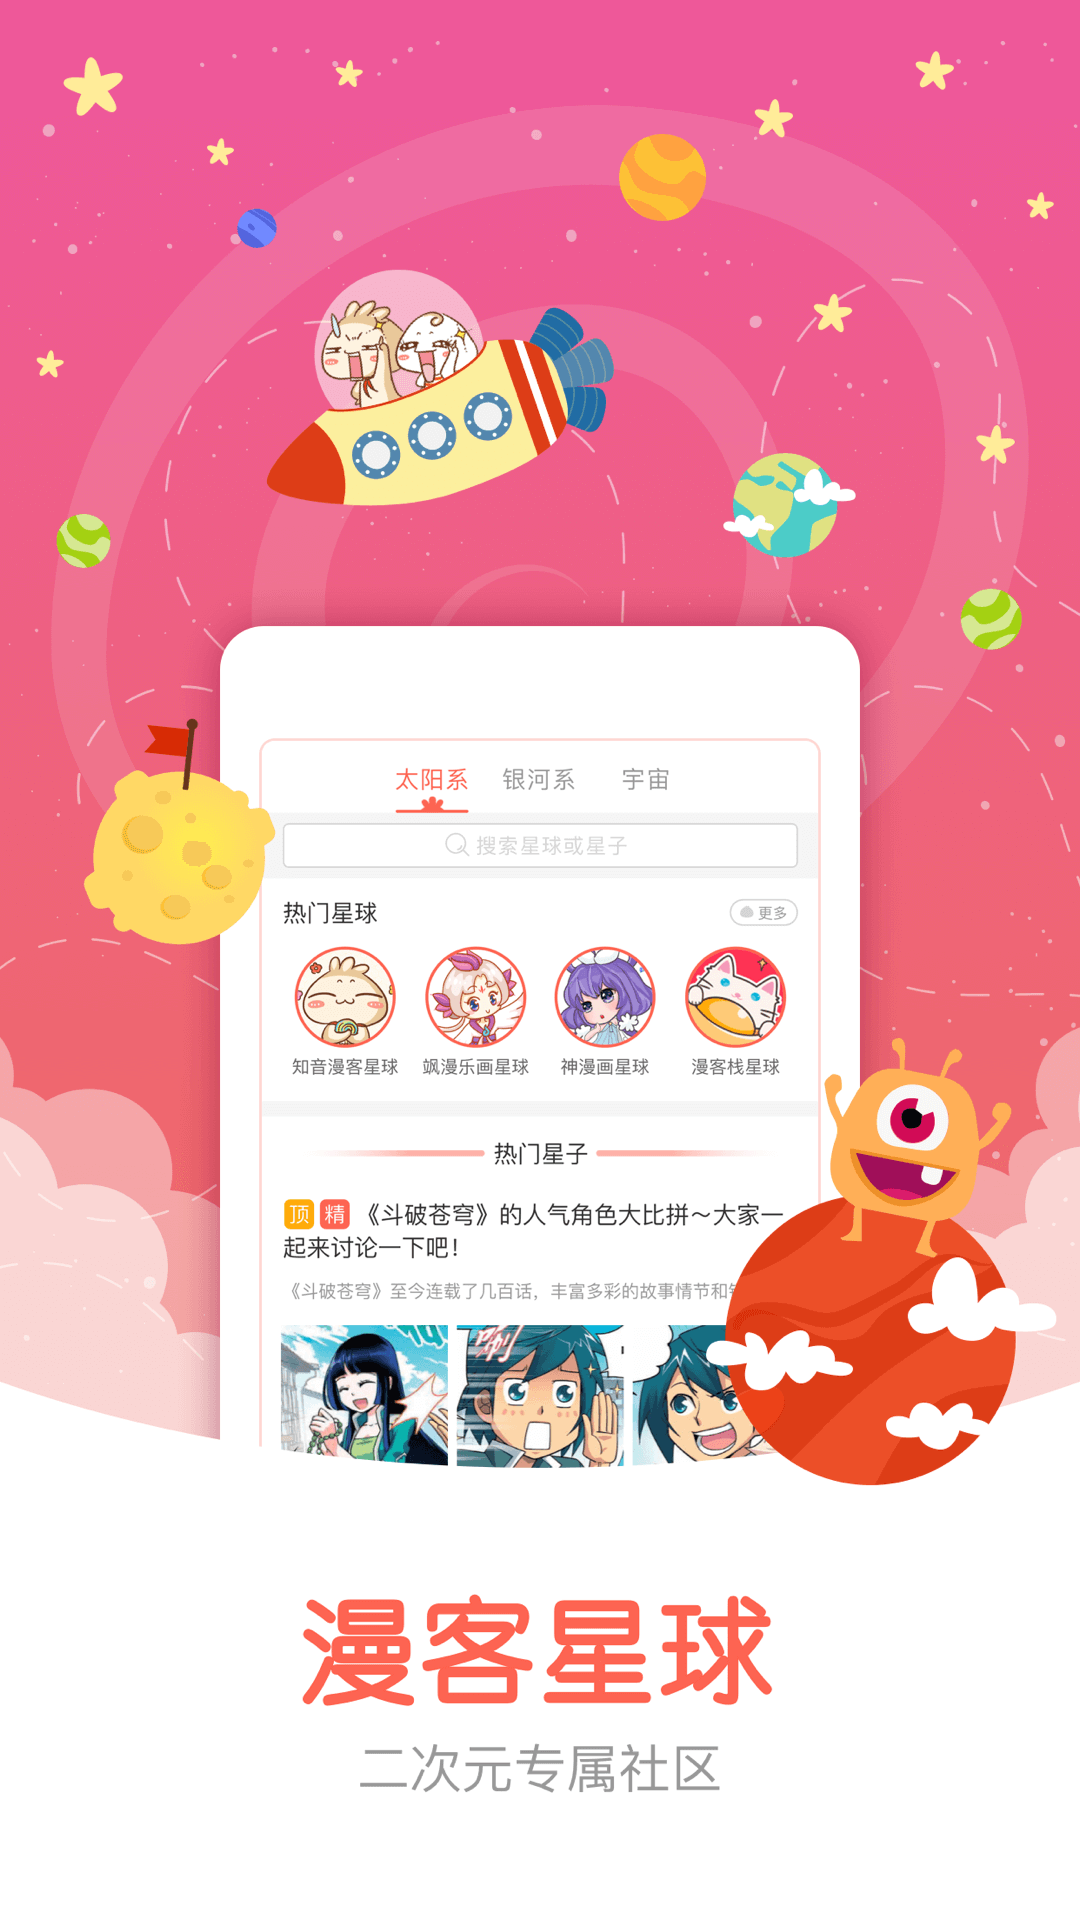 太阳系 银河系 宇宙
搜索星球或星子
热门星球 更多
知音漫客星球 飒漫乐画星球 神漫画星球 漫客栈星球
热门星子
顶 精 《斗破苍穹》的人气角色大比拼～大家一
起来讨论一下吧！
《斗破苍穹》至今连载了几百话，丰富多彩的故事情节和
漫客星球
二次元专属社区